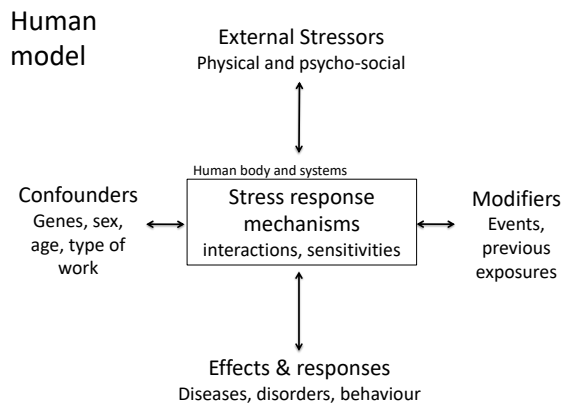 Human
model
External Stressors
Physical and psycho-social
Human body and systems
Confounders
Genes, sex,
age, type of
work
Stress response
mechanisms
interactions, sensitivities
Modifiers
Events,
previous
exposures
Effects & responses
Diseases, disorders, behaviour